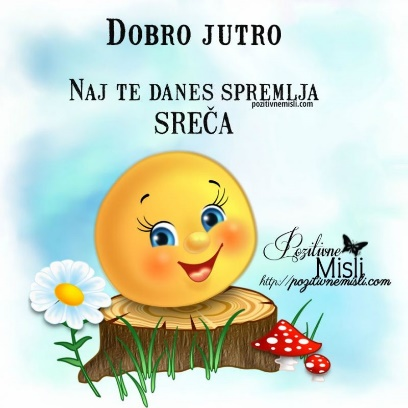 DOBRO JUTRO
NAJ TE DANES SPREMLJA
pozitivnemisli.com
SREČA
Pozitivne
Misli
http://pozitivnemisli.com